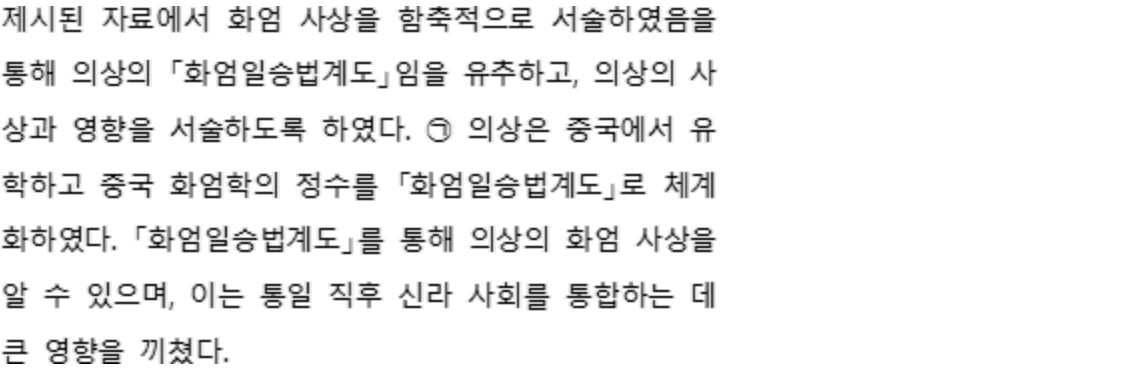 제시된 자료에서 화엄 사상을 함축적으로 서술하였음을
통해 의상의 「화엄일승법계도」임을 유추하고, 의상의 사
상과 영향을 서술하도록 하였다. ㉠ 의상은 중국에서 유
학하고 중국 화엄학의 정수를 「화엄일승법계도」로 체계
화하였다. 「화엄일승법계도」를 통해 의상의 화엄 사상을
알 수 있으며, 이는 통일 직후 신라 사회를 통합하는 데
큰 영향을 끼쳤다.